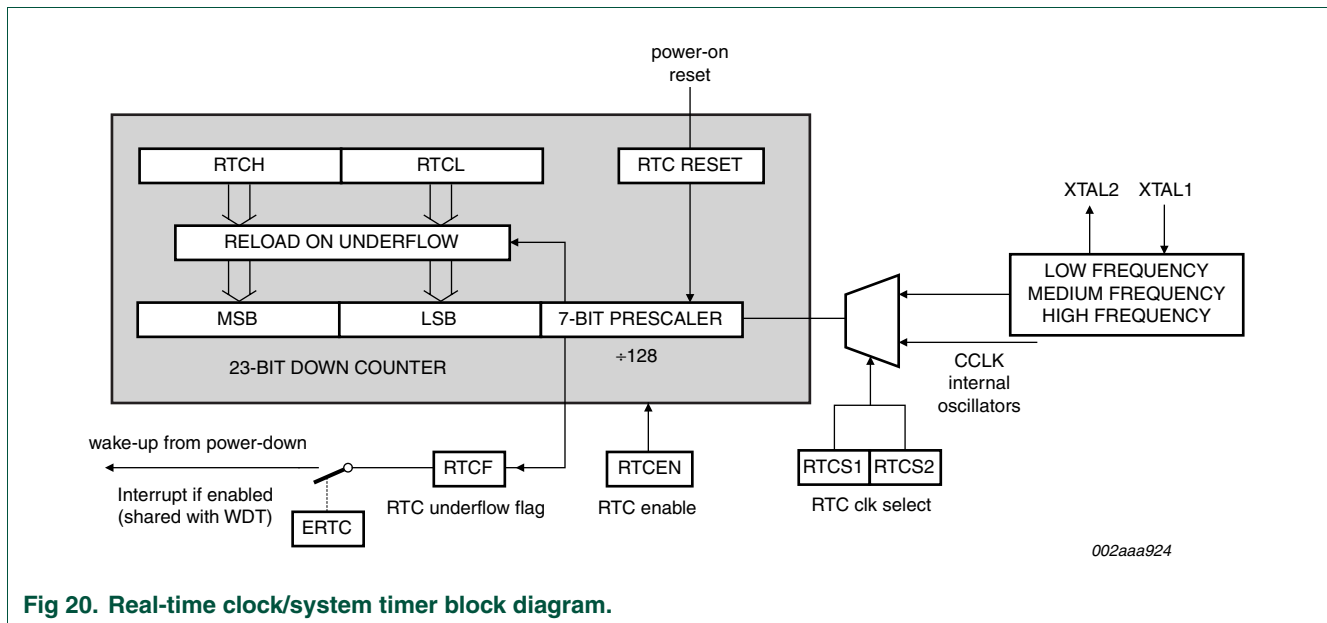 power-on
reset
RTCH
RTCL
RTC RESET
XTAL2
XTAL1
RELOAD ON UNDERFLOW
LOW FREQUENCY
MEDIUM FREQUENCY
HIGH FREQUENCY
MSB
LSB
7-BIT PRESCALER
23-BIT DOWN COUNTER
÷128
CCLK
internal
oscillators
wake-up from power-down
RTCF
RTCEN
RTCS1
RTCS2
Interrupt if enabled
(shared with WDT)
RTC underflow flag
RTC enable
RTC clk select
ERTC
002aaa924
Fig 20. Real-time clock/system timer block diagram.